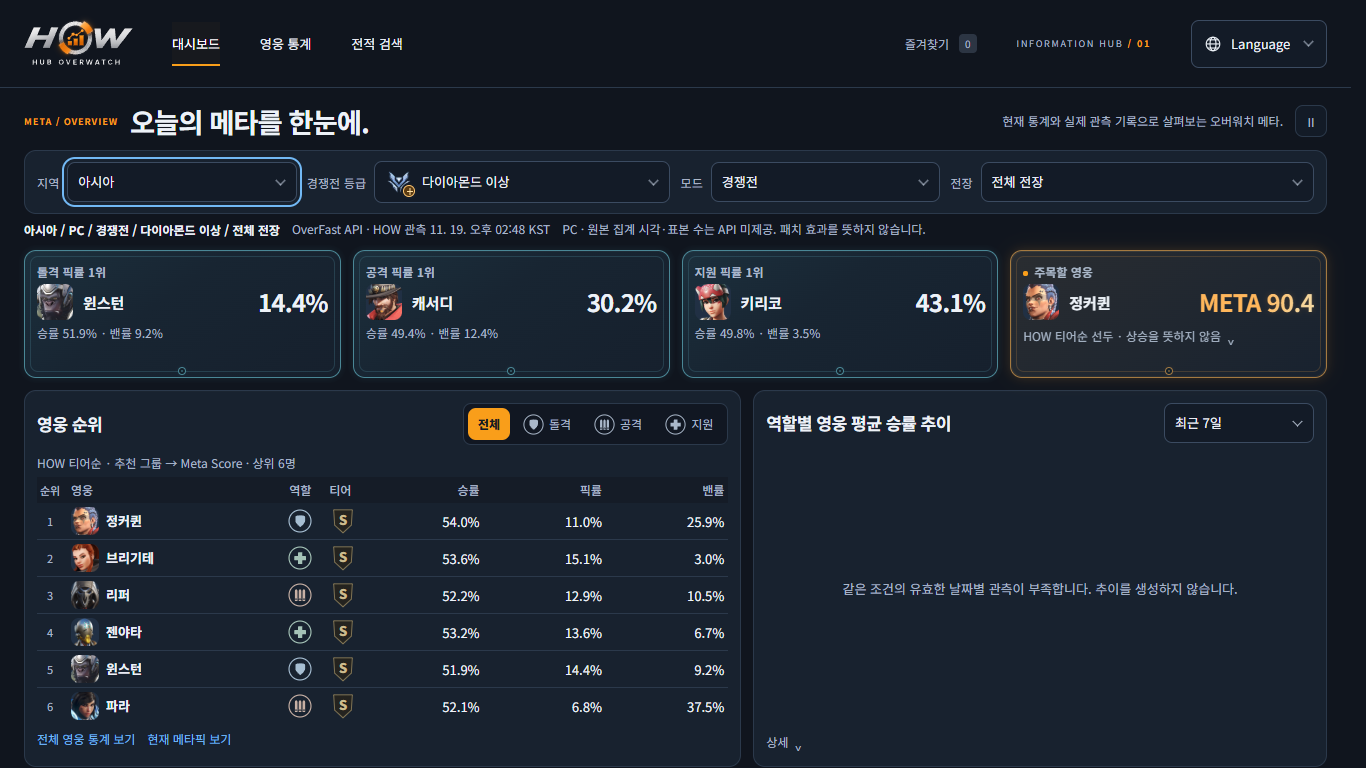 HOW
HUB OVERWATCH
대시보드 영웅 통계 전적 검색 즐겨찾기 0 INFORMATION HUB / 01 Language
META / OVERVIEW 오늘의 메타를 한눈에. 현재 통계와 실제 관측 기록으로 살펴보는 오버워치 메타.
지역 아시아 경쟁전 등급 다이아몬드 이상 모드 경쟁전 전장 전체 전장
아시아 / PC / 경쟁전 / 다이아몬드 이상 / 전체 전장 OverFast API · HOW 관측 11. 19. 오후 02:48 KST PC · 원본 집계 시각· 표본 수는 API 미제공. 패치 효과를 뜻하지 않습니다.
돌격 픽률 1위
윈스턴 14.4%
승률 51.9% · 밴률 9.2%
공격 픽률 1위
캐서디 30.2%
승률 49.4% · 밴률 12.4%
지원 픽률 1위
키리코 43.1%
승률 49.8% · 밴률 3.5%
주목할 영웅
정커퀸 META 90.4
HOW 티어순 선두 · 상승을 뜻하지 않음
영웅 순위 전체 돌격 공격 지원
HOW 티어순 · 추천 그룹 → Meta Score · 상위 6명
순위 영웅 역할 티어 승률 픽률 밴률
1 정커퀸 S 54.0% 11.0% 25.9%
2 브리기테 S 53.6% 15.1% 3.0%
3 리퍼 S 52.2% 12.9% 10.5%
4 젠야타 S 53.2% 13.6% 6.7%
5 윈스턴 S 51.9% 14.4% 9.2%
6 파라 S 52.1% 6.8% 37.5%
전체 영웅 통계 보기 현재 메타픽 보기
역할별 영웅 평균 승률 추이 최근 7일
같은 조건의 유효한 날짜별 관측이 부족합니다. 추이를 생성하지 않습니다.
상세